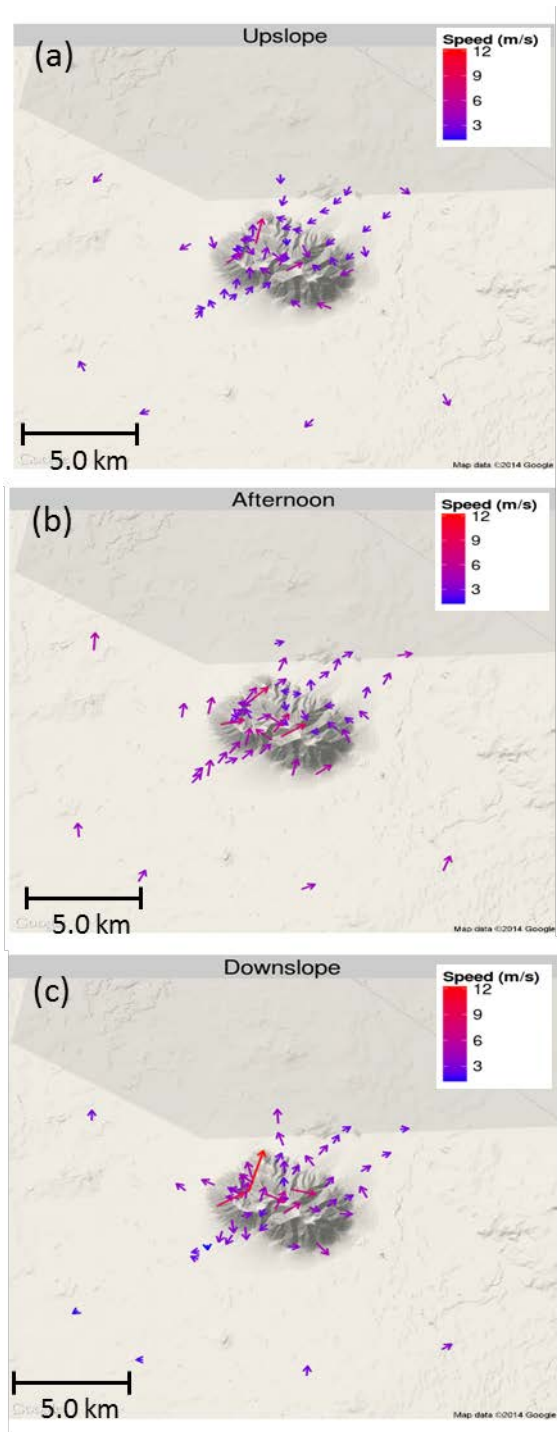 Upslope
(a)
Speed (m/s)
12
9
6
3
5.0 km
Map data ©2014 Google
Afternoon
(b)
Speed (m/s)
12
9
6
3
5.0 km
Map data ©2014 Google
Downslope
(c)
Speed (m/s)
12
9
6
3
5.0 km
Map data ©2014 Google